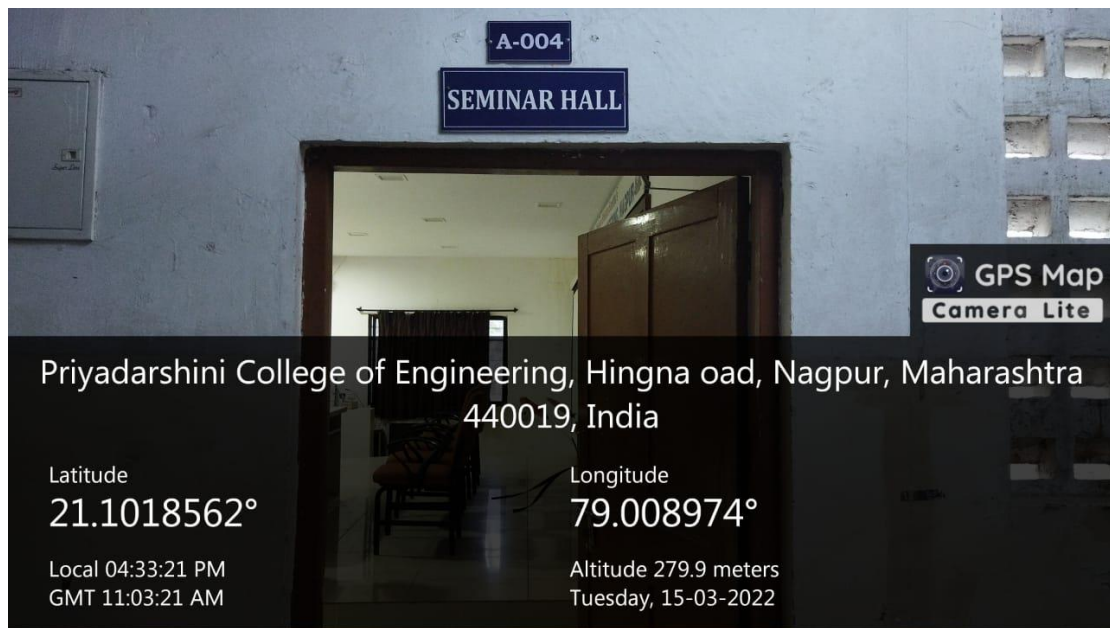 A-004
SEMINAR HALL
GPS Map
Camera Lite
Priyadarshini College of Engineering, Hingna oad, Nagpur, Maharashtra
440019, India
Latitude
21.1018562°
Longitude
79.008974°
Local 04:33:21 PM
GMT 11:03:21 AM
Altitude 279.9 meters
Tuesday, 15-03-2022